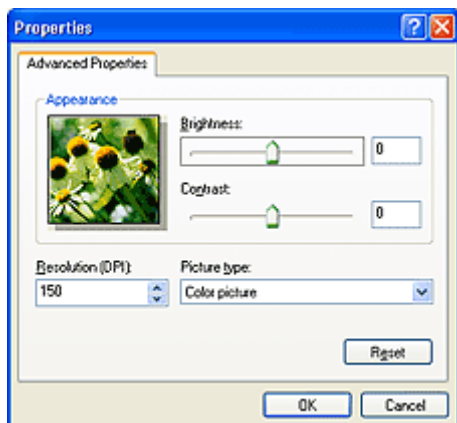 Properties
Advanced Properties
Appearance
Brightness:
0
Contrast:
0
Resolution (DPI):
150
Picture type:
Color picture
Reset
OK
Cancel